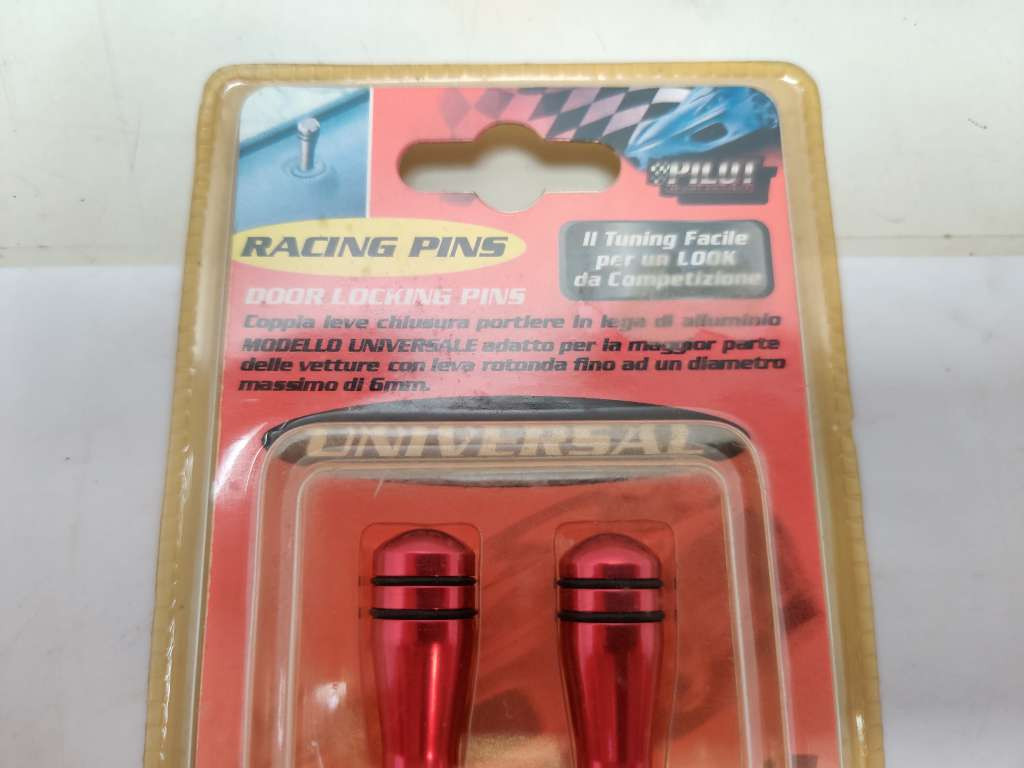 PILOT
RACING PINS
Il Tuning Facile
per un LOOK
da Competizione
DOOR LOCKING PINS
Coppia leve chiusura portiere in lega di alluminio
MODELLO UNIVERSALE adatto per la maggior parte
delle vetture con leva rotonda fino ad un diametro
massimo di 6mm.
UNIVERSAL